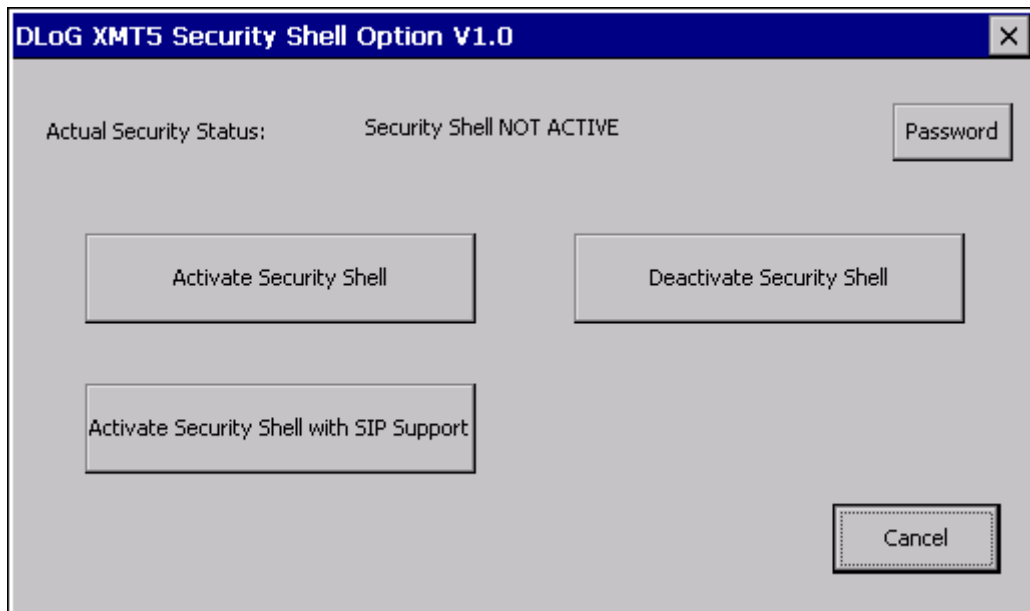 DLoG XMT5 Security Shell Option V1.0
Actual Security Status: Security Shell NOT ACTIVE Password
Activate Security Shell Deactivate Security Shell
Activate Security Shell with SIP Support
Cancel